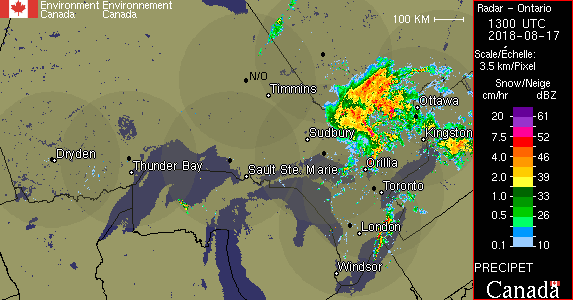 Environment Environnement
Canada Canada
100 KM
N/O
Timmins
Ottawa
Sudbury
Kingston
Dryden
Thunder Bay
Sault Ste. Marie
Orillia
Toronto
London
Windsor
Radar - Ontario
1300 UTC
2018-08-17
Scale/Échelle:
3.5 km/Pixel
Snow/Neige
cm/hr dBZ
20 61
7.5 52
4.0 46
2.0 39
1.0 33
0.5 26
0.1 10
PRECIPET
Canada